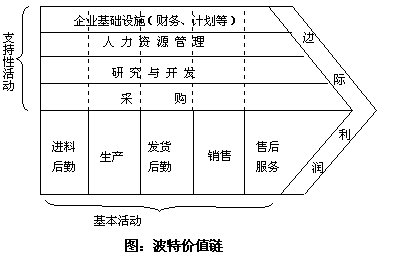 企业基础设施（财务、计划等）
人力资源管理
研究与开发
采购
支持性活动
进料后勤
生产
发货后勤
销售
售后服务
边际利润
基本活动
图：波特价值链